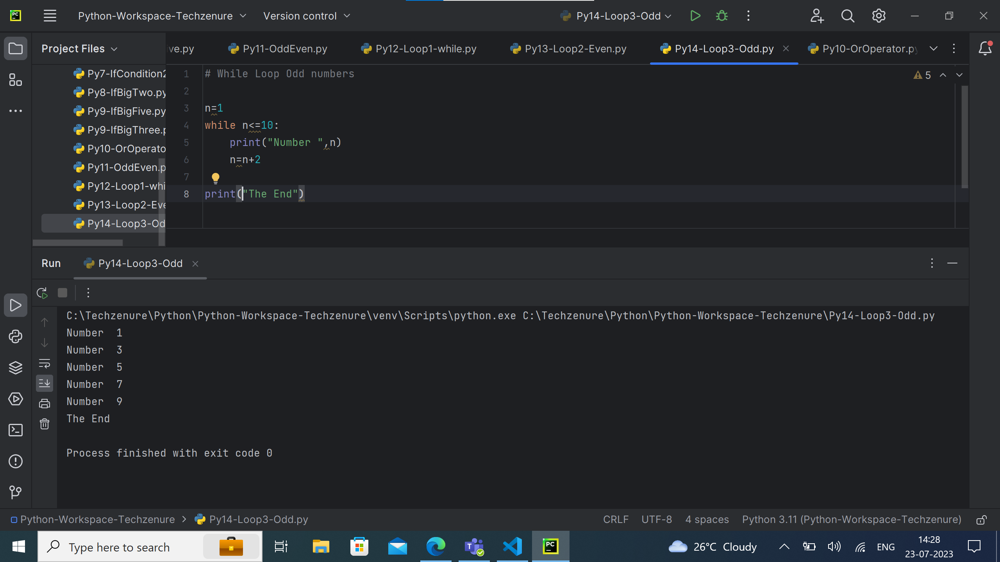 PC
Python-Workspace-Techzenure
Version control
Py14-Loop3-Odd
Project Files
ive.py
Py11-OddEven.py
Py12-Loop1-while.py
Py13-Loop2-Even.py
Py14-Loop3-Odd.py
Py10-OrOperator.py
Py7-IfCondition2
Py8-IfBigTwo.py
Py9-IfBigFive.py
Py9-IfBigThree.p
Py10-OrOperato
Py11-OddEven.p
Py12-Loop1-whi
Py13-Loop2-Eve
Py14-Loop3-Od
1 # While Loop Odd numbers
2
3 n=1
4 while n<=10:
5     print("Number ",n)
6     n=n+2
7
8 print("The End")
5
Run
Py14-Loop3-Odd
C:\Techzenure\Python\Python-Workspace-Techzenure\venv\Scripts\python.exe C:\Techzenure\Python\Python-Workspace-Techzenure\Py14-Loop3-Odd.py
Number  1
Number  3
Number  5
Number  7
Number  9
The End
Process finished with exit code 0
Python-Workspace-Techzenure > Py14-Loop3-Odd.py
CRLF UTF-8 4 spaces Python 3.11 (Python-Workspace-Techzenure)
Type here to search
T
PC
26°C Cloudy
ENG
14:28
23-07-2023